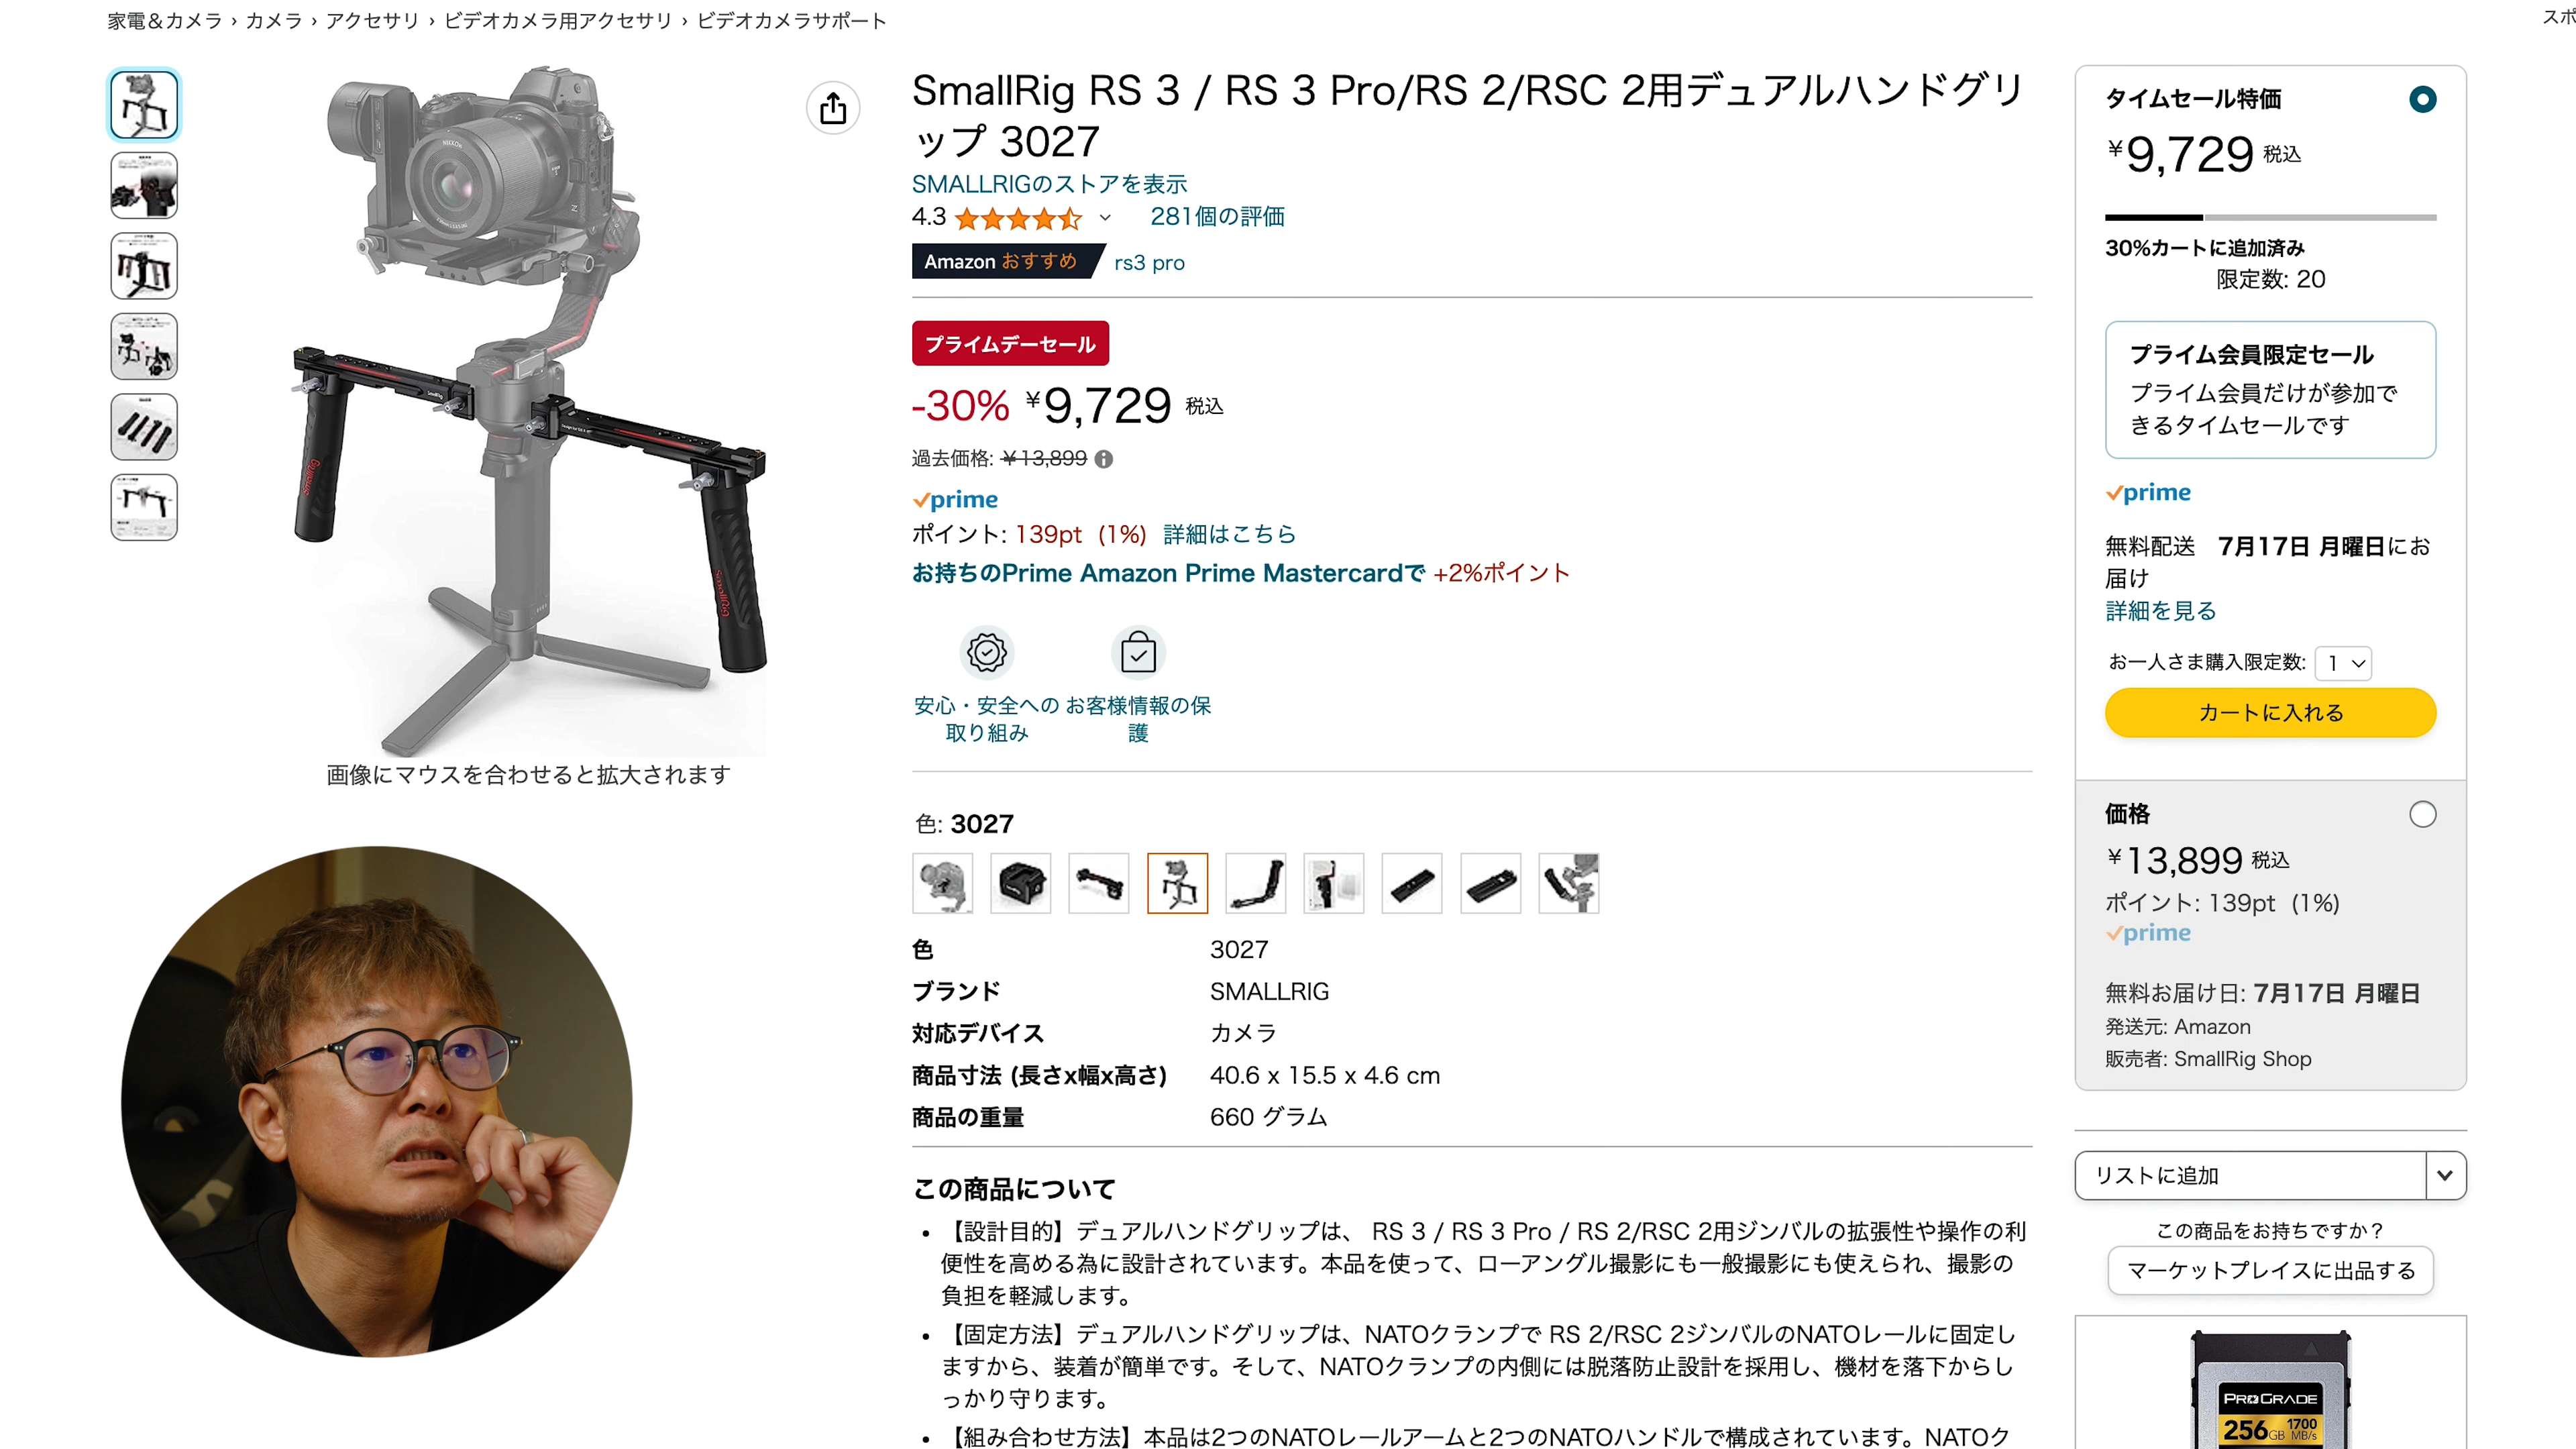 家電＆カメラ › カメラ › アクセサリ › ビデオカメラ用アクセサリ › ビデオカメラサポート
スポ
SmallRig RS 3 / RS 3 Pro/RS 2/RSC 2用デュアルハンドグリ
ップ 3027
SMALLRIGのストアを表示
4.3 281個の評価
Amazon おすすめ rs3 pro
プライムデーセール
-30% ￥9,729 税込
過去価格: ￥13,899
prime
ポイント: 139pt (1%) 詳細はこちら
お持ちのPrime Amazon Prime Mastercardで +2%ポイント
安心・安全への
取り組み
お客様情報の保
護
画像にマウスを合わせると拡大されます
NIKKOR
SmallRig
SmallRig
色: 3027
色 3027
ブランド SMALLRIG
対応デバイス カメラ
商品寸法 (長さx幅x高さ) 40.6 x 15.5 x 4.6 cm
商品の重量 660 グラム
この商品について
• 【設計目的】デュアルハンドグリップは、 RS 3 / RS 3 Pro / RS 2/RSC 2用ジンバルの拡張性や操作の利
便性を高める為に設計されています。本品を使って、ローアングル撮影にも一般撮影にも使えられ、撮影の
負担を軽減します。
• 【固定方法】デュアルハンドグリップは、NATOクランプで RS 2/RSC 2ジンバルのNATOレールに固定し
ますから、装着が簡単です。そして、NATOクランプの内側には脱落防止設計を採用し、機材を落下からし
っかり守ります。
• 【組み合わせ方法】本品は2つのNATOレールアームと2つのNATOハンドルで構成されています。NATOク
タイムセール特価
￥9,729 税込
30%カートに追加済み
限定数: 20
プライム会員限定セール
プライム会員だけが参加で
きるタイムセールです
prime
無料配送 7月17日 月曜日にお
届け
詳細を見る
お一人さま購入限定数: 1
カートに入れる
価格
￥13,899 税込
ポイント: 139pt (1%)
prime
無料お届け日: 7月17日 月曜日
発送元: Amazon
販売者: SmallRig Shop
リストに追加
この商品をお持ちですか？
マーケットプレイスに出品する
PROGRADE
256GB 1700 MB/s